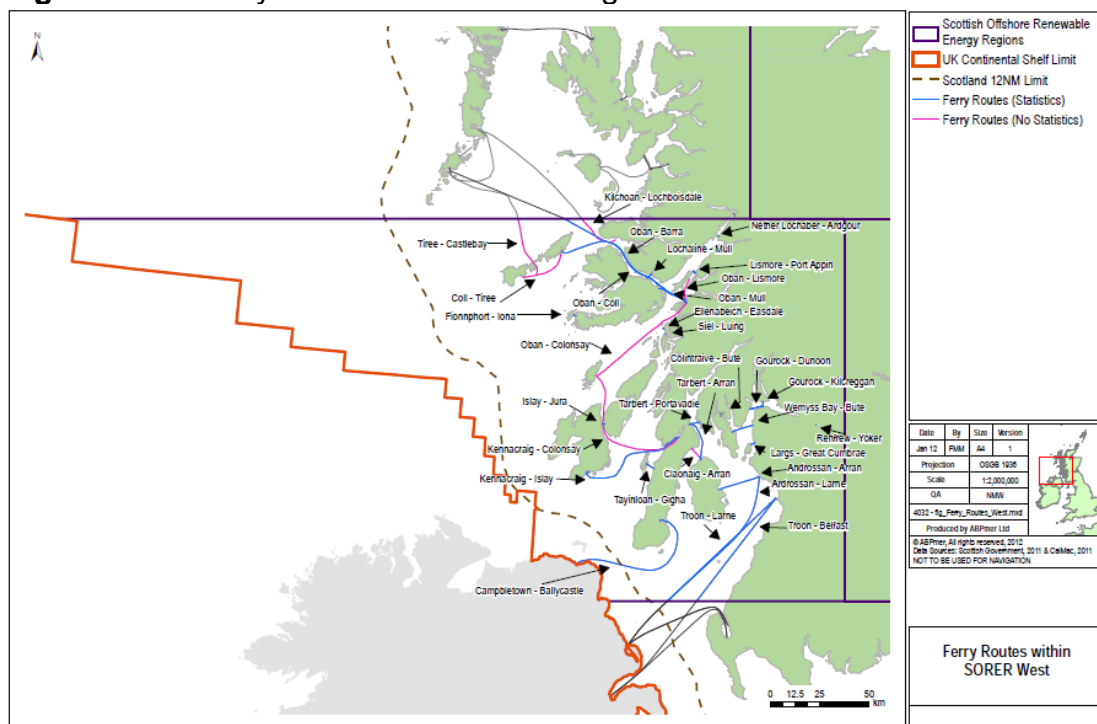 N
Kilchoan - Lochboisdale
Nether Lochaber - Ardgour
Oban - Barra
Tiree - Castlebay
Lochaline - Mull
Lismore - Port Appin
Oban - Lismore
Coll - Tiree
Oban - Coll
Oban - Mull
Fionnphort - Iona
Ellenabeich - Easdale
Siel - Luing
Oban - Colonsay
Colintraive - Bute
Gourock - Dunoon
Tarbert - Arran
Gourock - Kilcreggan
Islay - Jura
Tarbert - Portavadie
Wemyss Bay - Bute
Renfrew - Yoker
Kennacraig - Colonsay
Largs - Great Cumbrae
Claonaig - Arran
Androssan - Arran
Kennacraig - Islay
Ardrossan - Larne
Tayinloan - Gigha
Troon - Larne
Troon - Belfast
Campbletown - Ballycastle
0 12.5 25 50
km
Scottish Offshore Renewable
Energy Regions
UK Continental Shelf Limit
Scotland 12NM Limit
Ferry Routes (Statistics)
Ferry Routes (No Statistics)
Date By Size Version
Jan 12 FMM A4 1
Projection OSGB 1936
Scale 1:2,000,000
QA NMW
4032 - fig_Ferry_Routes_West.mxd
Produced by ABPmer Ltd
© ABPmer, All rights reserved, 2012
Data Sources: Scottish Government, 2011 & CalMac, 2011
NOT TO BE USED FOR NAVIGATION
Ferry Routes within
SORER West